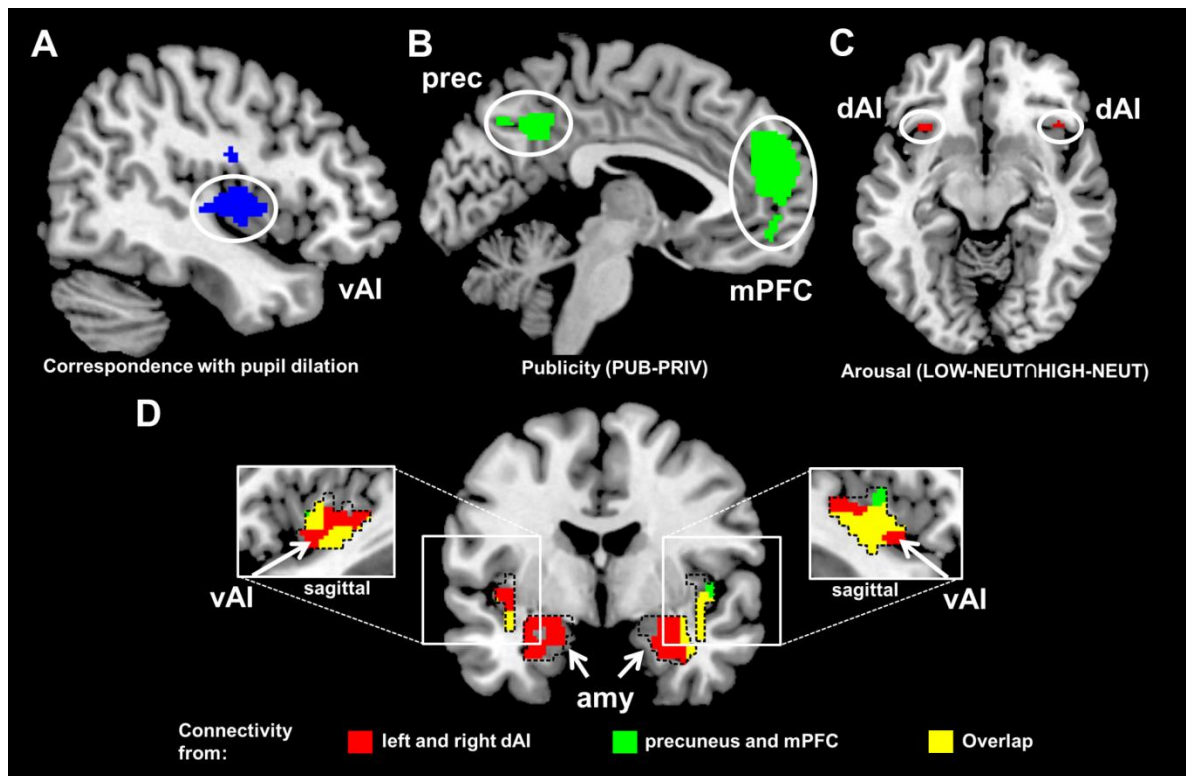 A
B
C
prec
dAI
dAI
vAI
mPFC
Correspondence with pupil dilation
Publicity (PUB-PRIV)
Arousal (LOW-NEUT∩HIGH-NEUT)
D
vAI
sagittal
sagittal
vAI
amy
Connectivity
from:
left and right dAI
precuneus and mPFC
Overlap